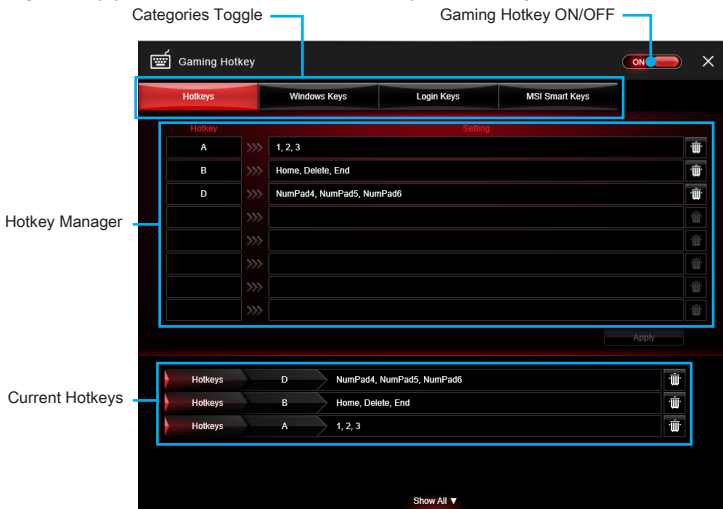 Categories Toggle
Gaming Hotkey ON/OFF
Gaming Hotkey
ON
Hotkeys
Windows Keys
Login Keys
MSI Smart Keys
Hotkey
Setting
A
1, 2, 3
B
Home, Delete, End
D
NumPad4, NumPad5, NumPad6
Hotkey Manager
Apply
Hotkeys D NumPad4, NumPad5, NumPad6
Current Hotkeys
Hotkeys B Home, Delete, End
Hotkeys A 1, 2, 3
Show All ▼